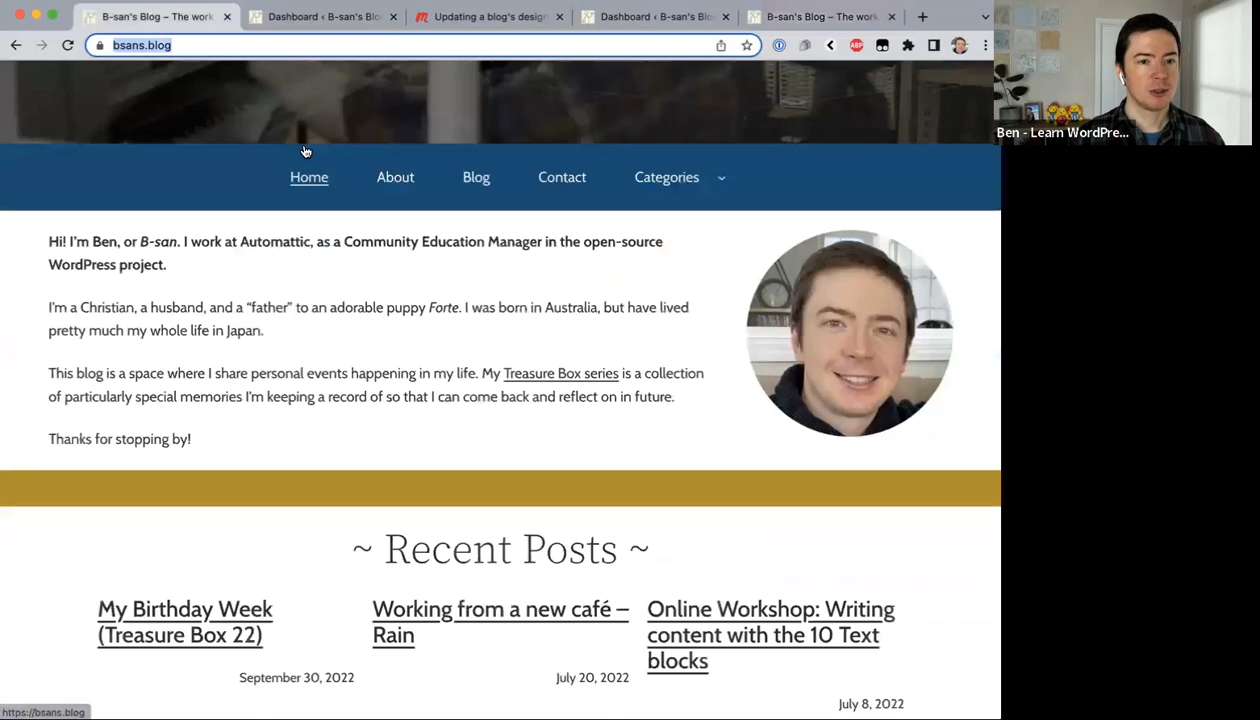 B-san's Blog – The work
Dashboard ‹ B-san's Blo
Updating a blog's design
Dashboard ‹ B-san's Blo
B-san's Blog – The work
bsans.blog
ABP
Ben - Learn WordPre...
Home
About
Blog
Contact
Categories
Hi! I'm Ben, or B-san. I work at Automattic, as a Community Education Manager in the open-source
WordPress project.
I'm a Christian, a husband, and a “father” to an adorable puppy Forte. I was born in Australia, but have lived
pretty much my whole life in Japan.
This blog is a space where I share personal events happening in my life. My Treasure Box series is a collection
of particularly special memories I'm keeping a record of so that I can come back and reflect on in future.
Thanks for stopping by!
~ Recent Posts ~
My Birthday Week
(Treasure Box 22)
September 30, 2022
Working from a new café –
Rain
July 20, 2022
Online Workshop: Writing
content with the 10 Text
blocks
July 8, 2022
https://bsans.blog